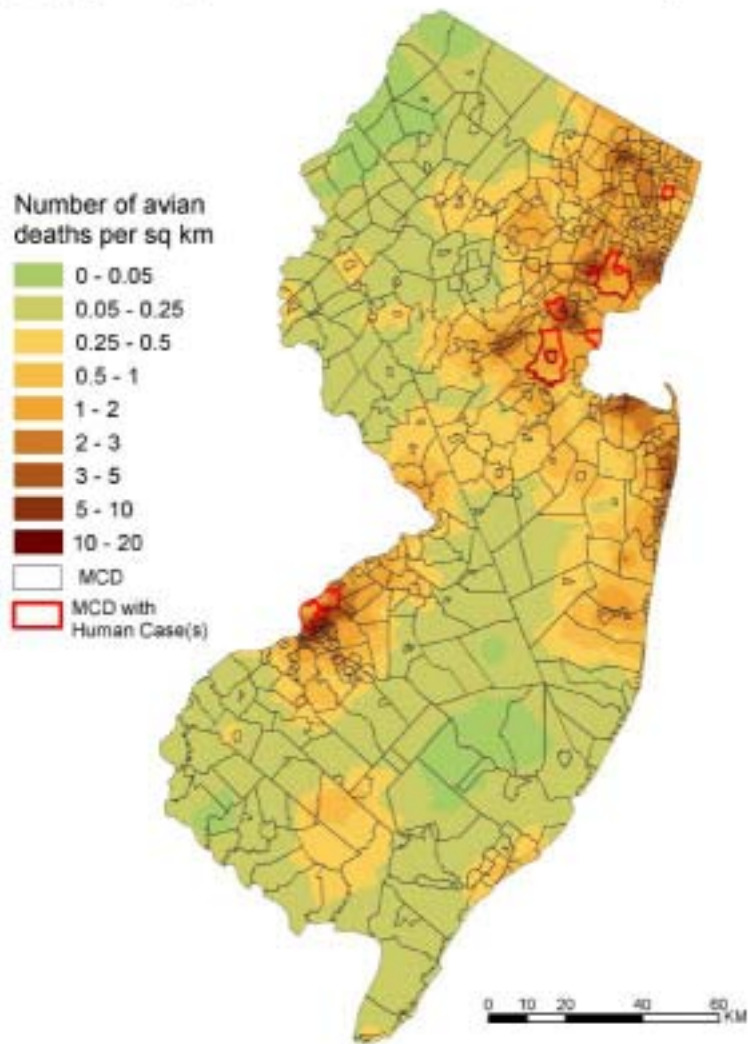 Number of avian
deaths per sq km
0 - 0.05
0.05 - 0.25
0.25 - 0.5
0.5 - 1
1 - 2
2 - 3
3 - 5
5 - 10
10 - 20
MCD
MCD with
Human Case(s)
0 10 20 40 60
KM